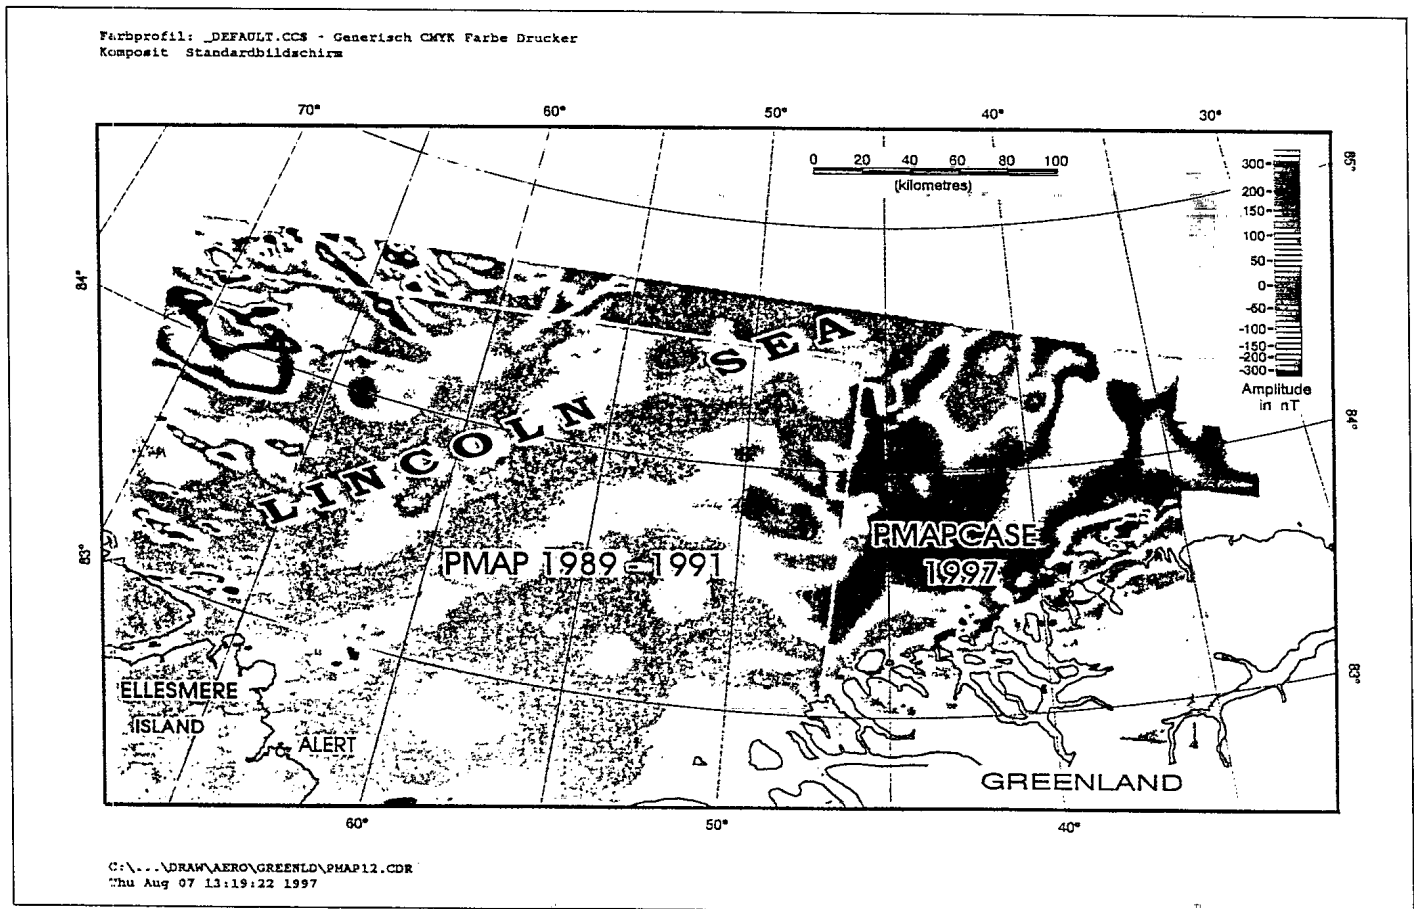 Farbprofil: _DEFAULT.CCS - Generisch CMYK Farbe Drucker
Komposit Standardbildschirm
70° 60° 50° 40° 30°
0 20 40 60 80 100
(kilometres)
85°
300
200
150
100
50
0
-50
-100
-150
-200
-300
Amplitude
in nT
84°
84°
LINCOLN SEA
PMAP 1989 - 1991
PMAPCASE
1997
83°
83°
ELLESMERE
ISLAND
ALERT
GREENLAND
60° 50° 40°
C:\...\DRAW\AERO\GREENLD\PMAP12.CDR
Thu Aug 07 13:19:22 1997